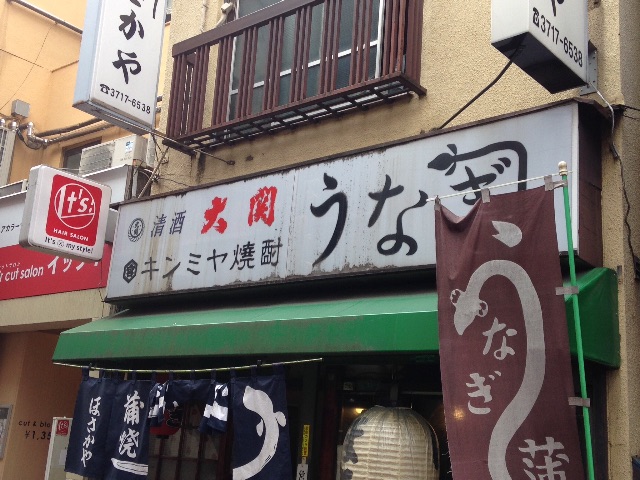 かや
☎3717-6538
3717-6538
It's
HAIR SALON
It's my style!
cut salon イッツ
清酒 大関
キンミヤ焼酎
うなぎ
うなぎ 蒲
う
蒲焼
ほさかや